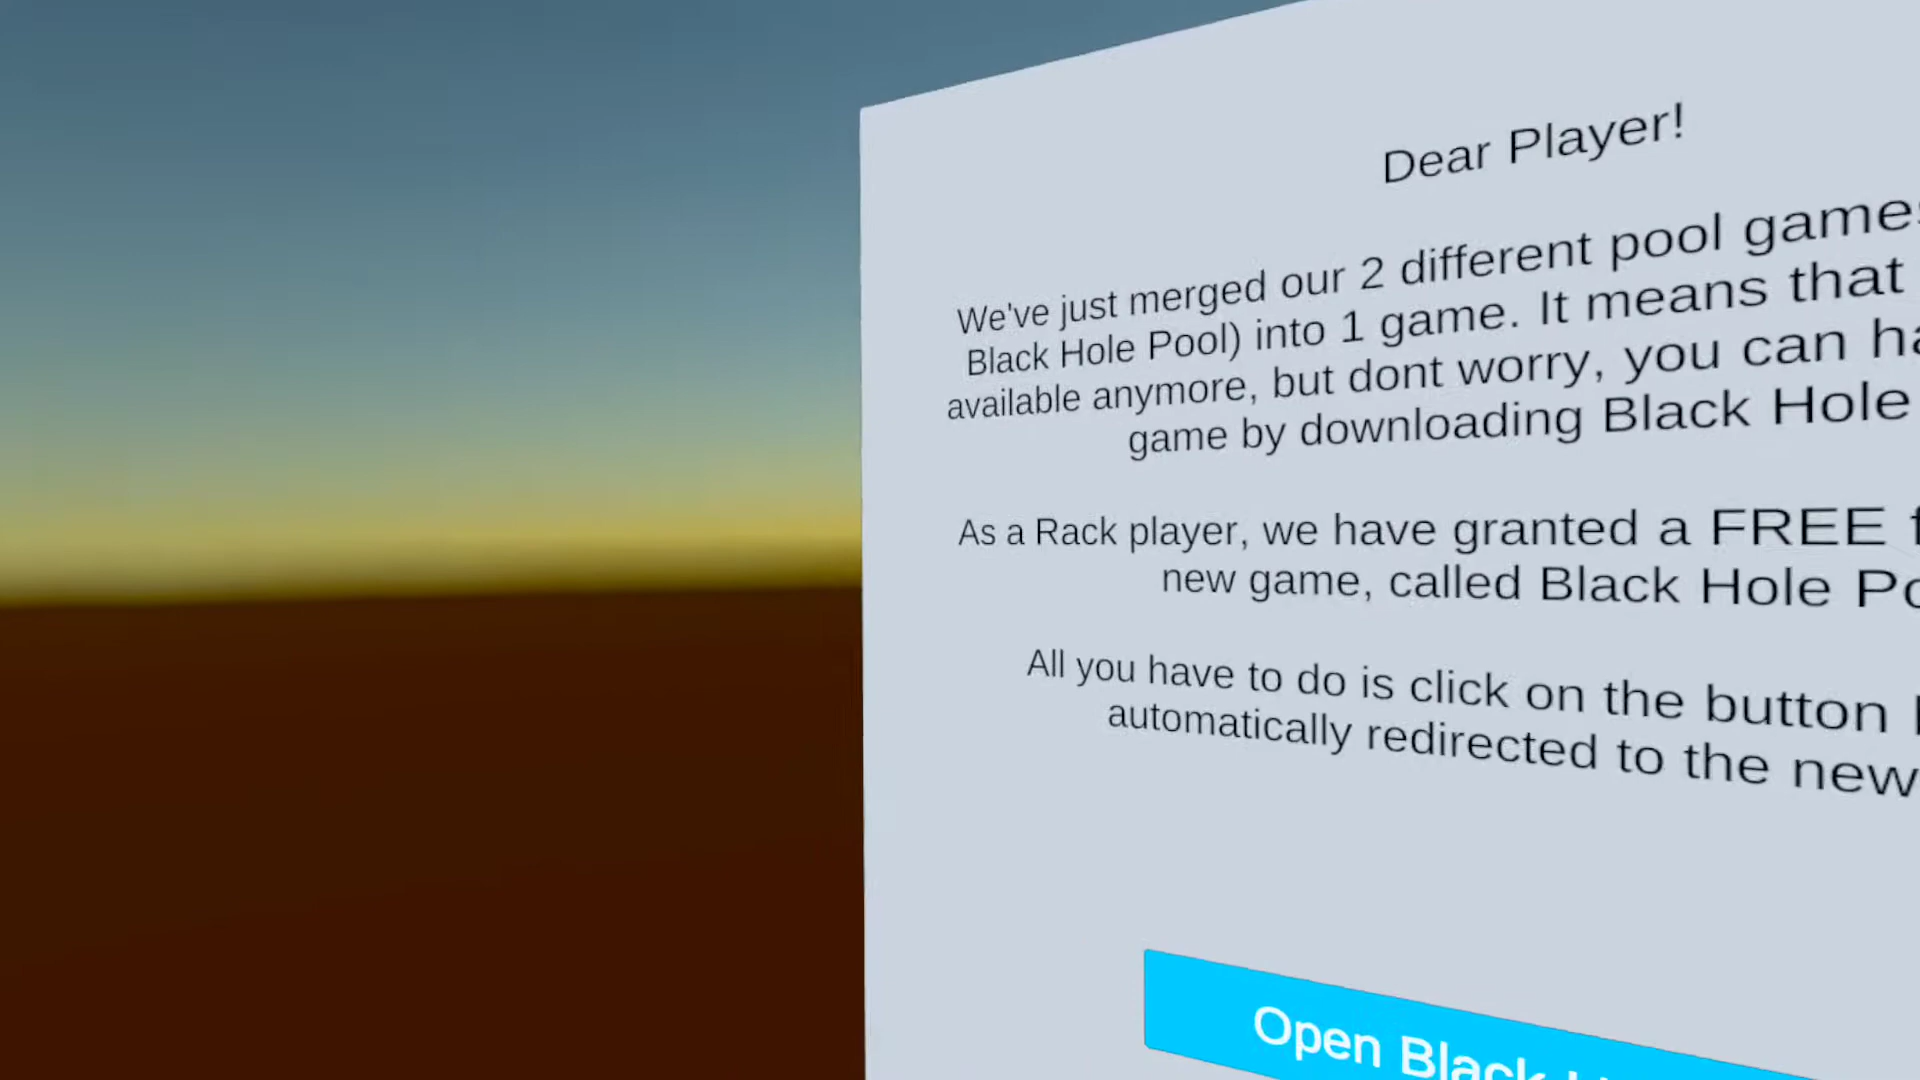 Dear Player!
We've just merged our 2 different pool games
Black Hole Pool) into 1 game. It means that
available anymore, but dont worry, you can
game by downloading Black Hole
As a Rack player, we have granted a FREE
new game, called Black Hole
All you have to do is click on the button
automatically redirected to the new
Open Black